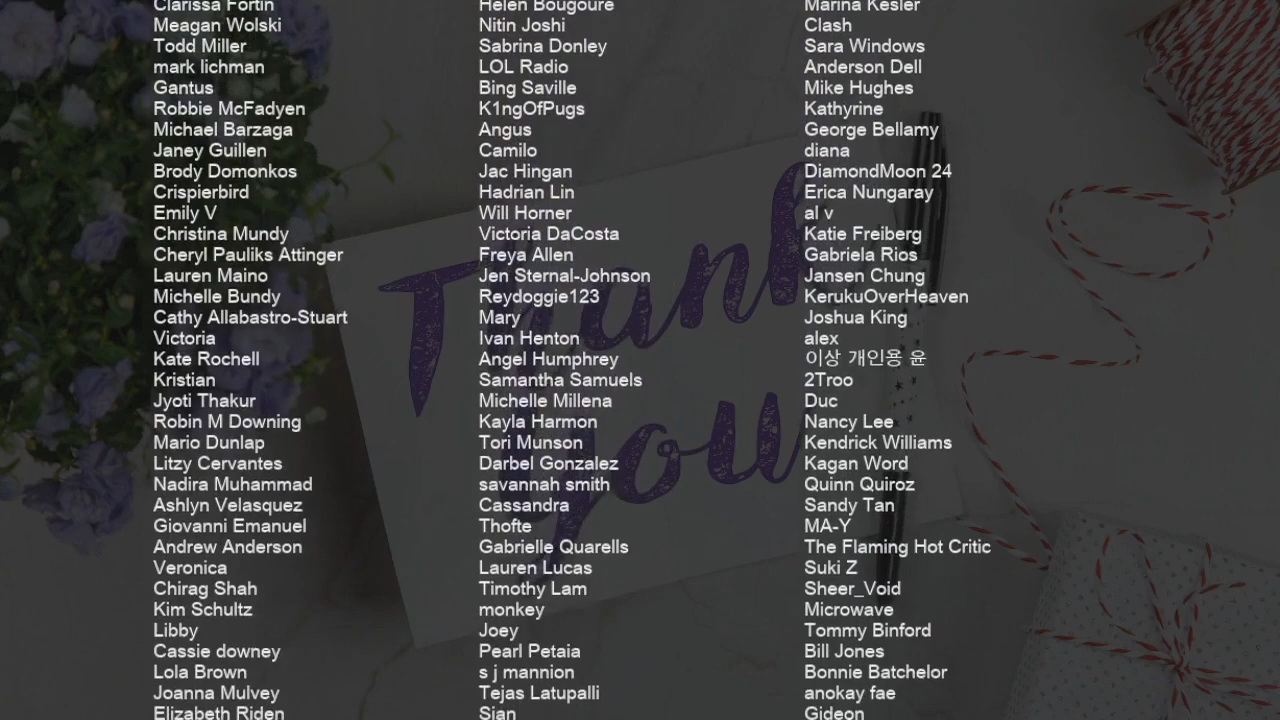 Clarissa Fortin
Meagan Wolski
Todd Miller
mark lichman
Gantus
Robbie McFadyen
Michael Barzaga
Janey Guillen
Brody Domonkos
Crispierbird
Emily V
Christina Mundy
Cheryl Pauliks Attinger
Lauren Maino
Michelle Bundy
Cathy Allabastro-Stuart
Victoria
Kate Rochell
Kristian
Jyoti Thakur
Robin M Downing
Mario Dunlap
Litzy Cervantes
Nadira Muhammad
Ashlyn Velasquez
Giovanni Emanuel
Andrew Anderson
Veronica
Chirag Shah
Kim Schultz
Libby
Cassie downey
Lola Brown
Joanna Mulvey
Elizabeth Riden
Helen Bougoure
Nitin Joshi
Sabrina Donley
LOL Radio
Bing Saville
K1ngOfPugs
Angus
Camilo
Jac Hingan
Hadrian Lin
Will Horner
Victoria DaCosta
Freya Allen
Jen Sternal-Johnson
Reydoggie123
Mary
Ivan Henton
Angel Humphrey
Samantha Samuels
Michelle Millena
Kayla Harmon
Tori Munson
Darbel Gonzalez
savannah smith
Cassandra
Thofte
Gabrielle Quarells
Lauren Lucas
Timothy Lam
monkey
Joey
Pearl Petaia
s j mannion
Tejas Latupalli
Sian
Marina Kesler
Clash
Sara Windows
Anderson Dell
Mike Hughes
Kathyrine
George Bellamy
diana
DiamondMoon 24
Erica Nungaray
al v
Katie Freiberg
Gabriela Rios
Jansen Chung
KerukuOverHeaven
Joshua King
alex
이상 개인용 윤
2Troo
Duc
Nancy Lee
Kendrick Williams
Kagan Word
Quinn Quiroz
Sandy Tan
MA-Y
The Flaming Hot Critic
Suki Z
Sheer_Void
Microwave
Tommy Binford
Bill Jones
Bonnie Batchelor
anokay fae
Gideon
Thank
you